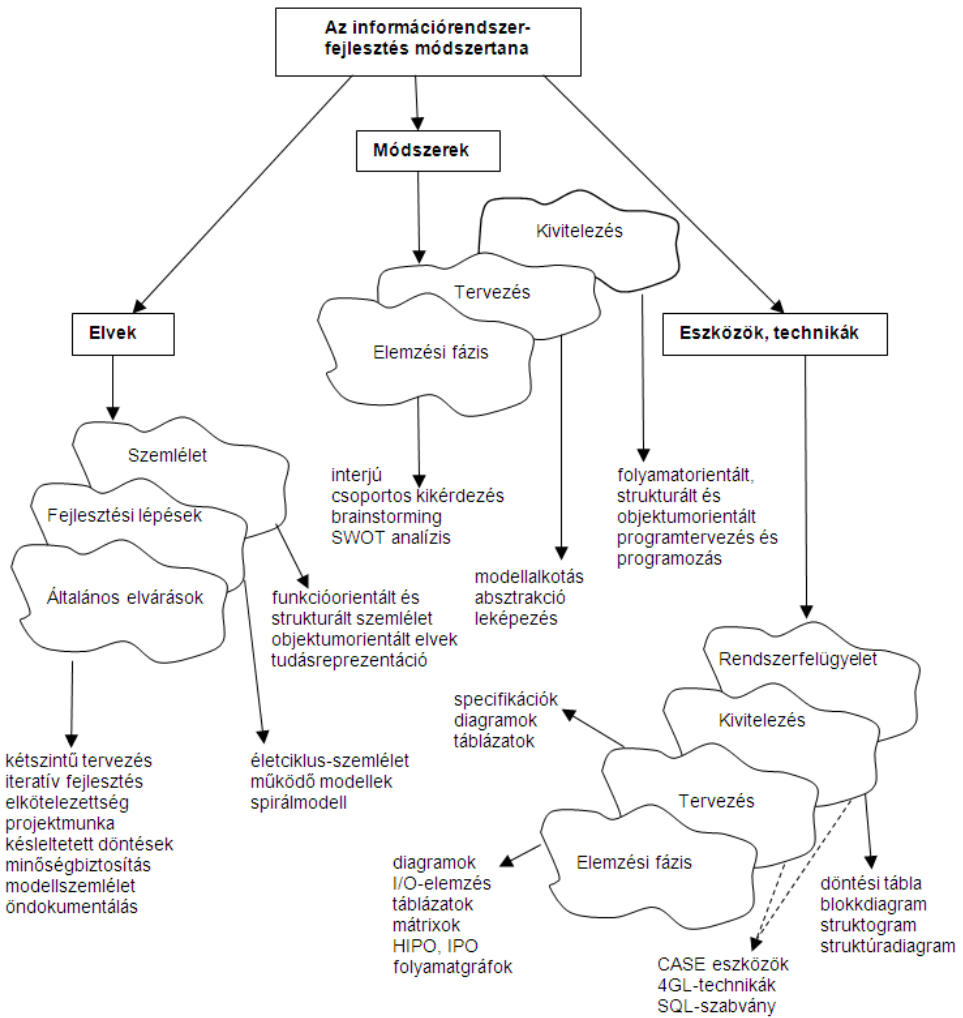 Az információrendszer-
fejlesztés módszertana
Módszerek
Kivitelezés
Tervezés
Elemzési fázis
Elvek
Eszközök, technikák
Szemlélet
Fejlesztési lépések
Általános elvárások
interjú
csoportos kikérdezés
brainstorming
SWOT analízis
folyamatorientált,
strukturált és
objektumorientált
programtervezés és
programozás
modellalkotás
absztrakció
leképezés
funkcióorientált és
strukturált szemlélet
objektumorientált elvek
tudásreprezentáció
kétszintű tervezés
iteratív fejlesztés
elkötelezettség
projektmunka
késleltetett döntések
minőségbiztosítás
modellszemlélet
öndokumentálás
életciklus-szemlélet
működő modellek
spirálmodell
Rendszerfelügyelet
Kivitelezés
Tervezés
Elemzési fázis
specifikációk
diagramok
táblázatok
diagramok
I/O-elemzés
táblázatok
mátrixok
HIPO, IPO
folyamatgráfok
CASE eszközök
4GL-technikák
SQL-szabvány
döntési tábla
blokkdiagram
struktogram
struktúradiagram